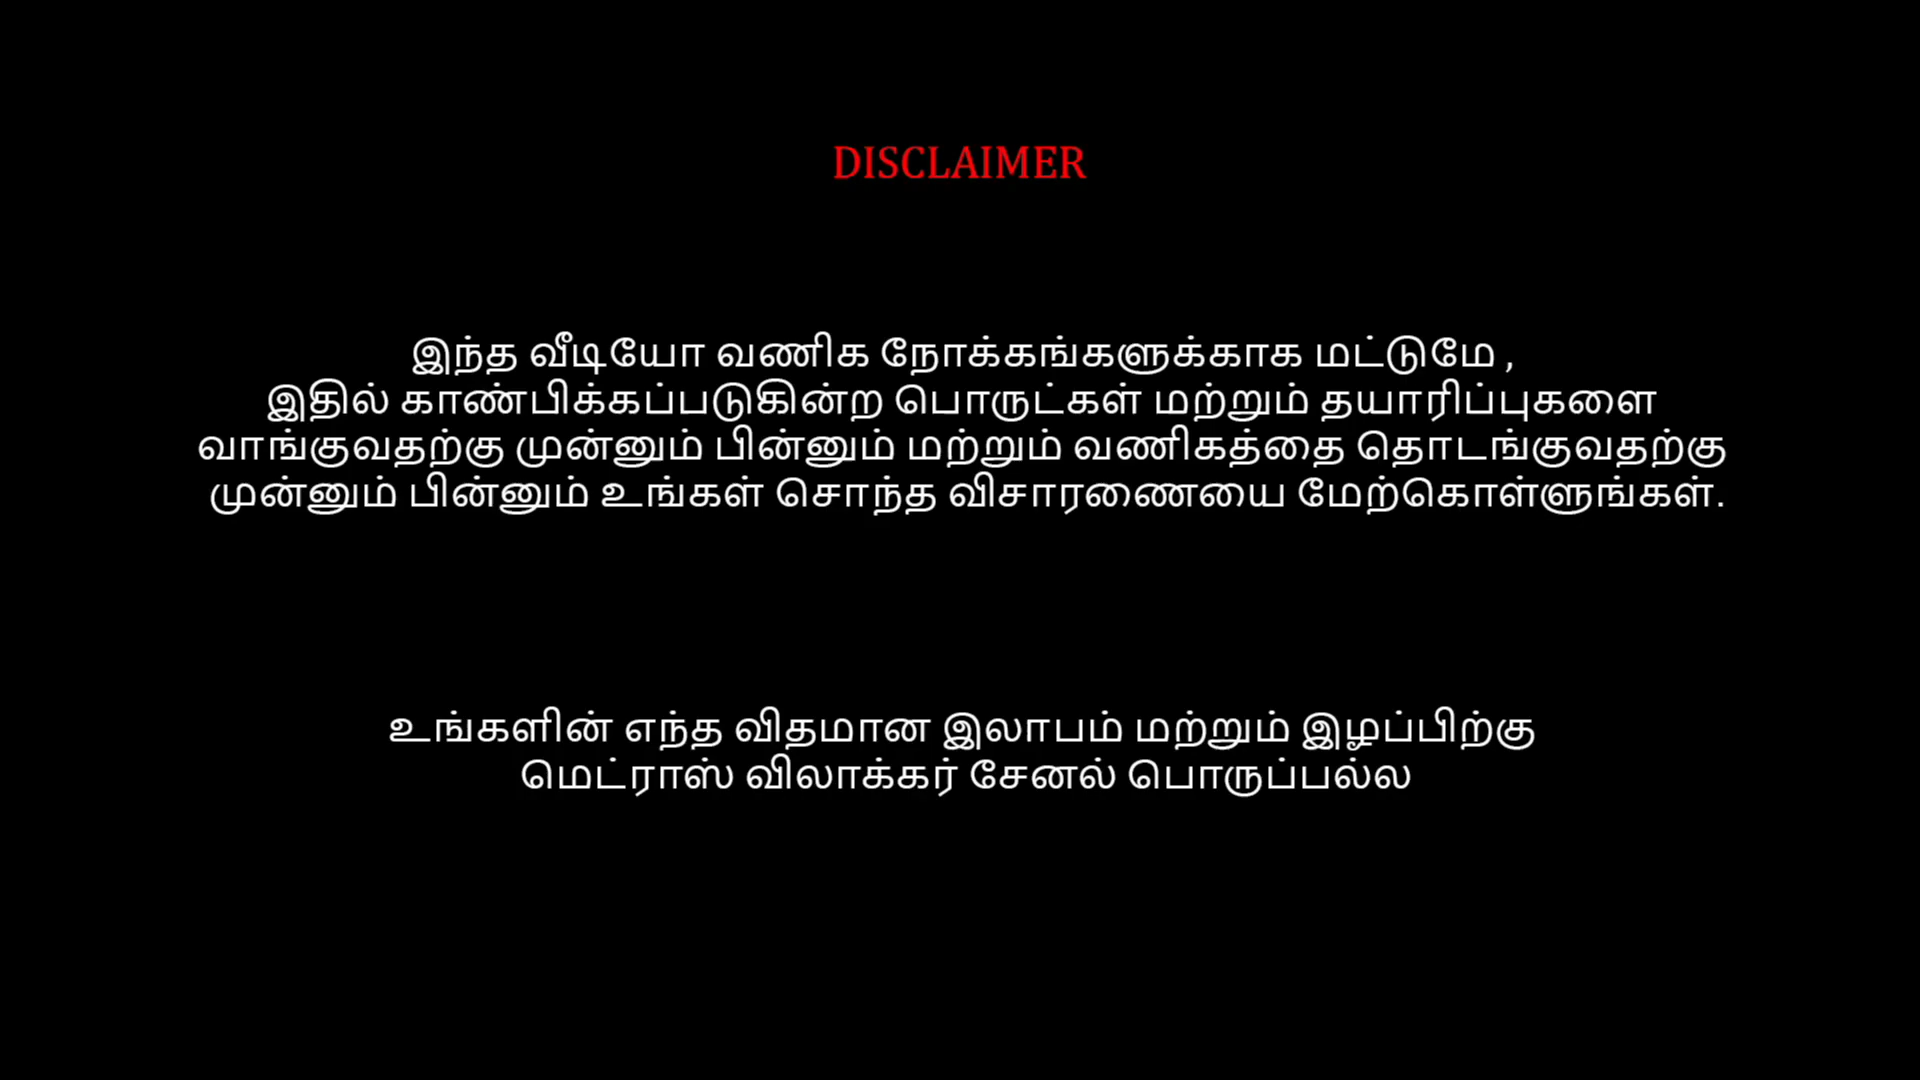 DISCLAIMER
இந்த வீடியோ வணிக நோக்கங்களுக்காக மட்டுமே ,
இதில் காண்பிக்கப்படுகின்ற பொருட்கள் மற்றும் தயாரிப்புகளை
வாங்குவதற்கு முன்னும் பின்னும் மற்றும் வணிகத்தை தொடங்குவதற்கு
முன்னும் பின்னும் உங்கள் சொந்த விசாரணையை மேற்கொள்ளுங்கள்.
உங்களின் எந்த விதமான இலாபம் மற்றும் இழப்பிற்கு
மெட்ராஸ் விலாக்கர் சேனல் பொருப்பல்ல